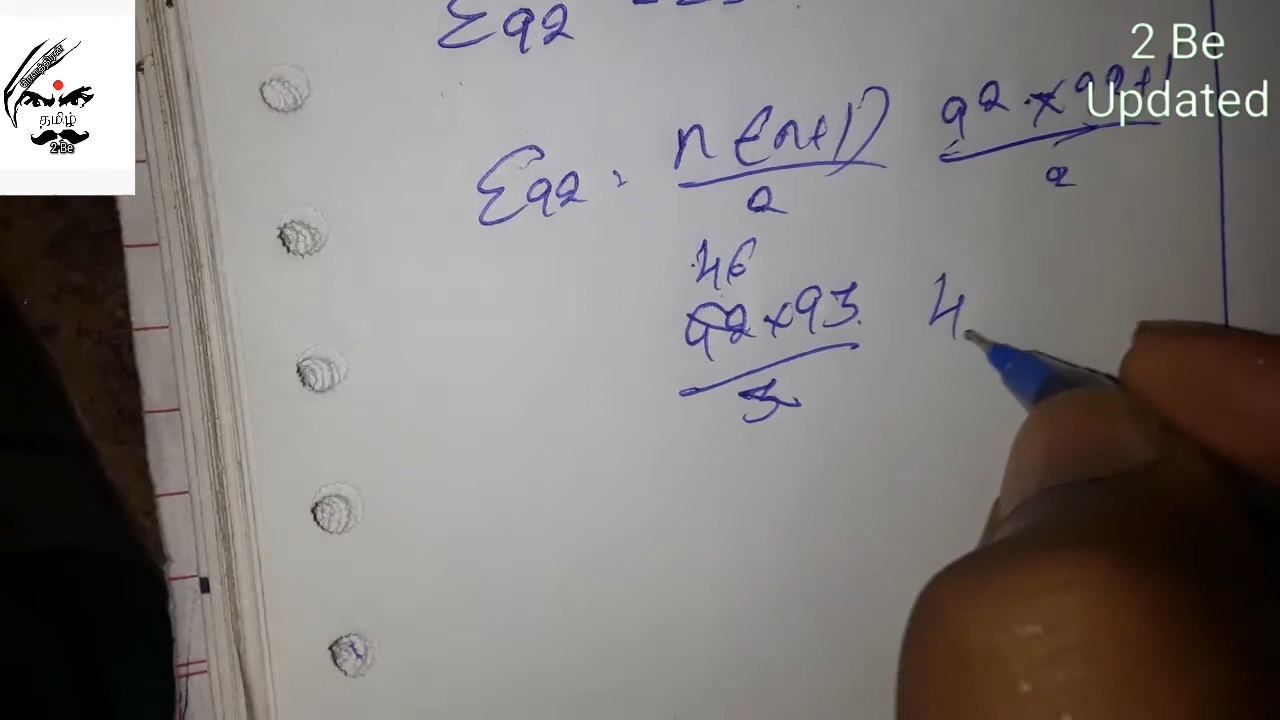 2 Be
Updated
தமிழ்
2 Be
Σ92
Σ92 = n(n+1) / 2
92 × 92+1 / 2
46
92 × 93 / 2
4